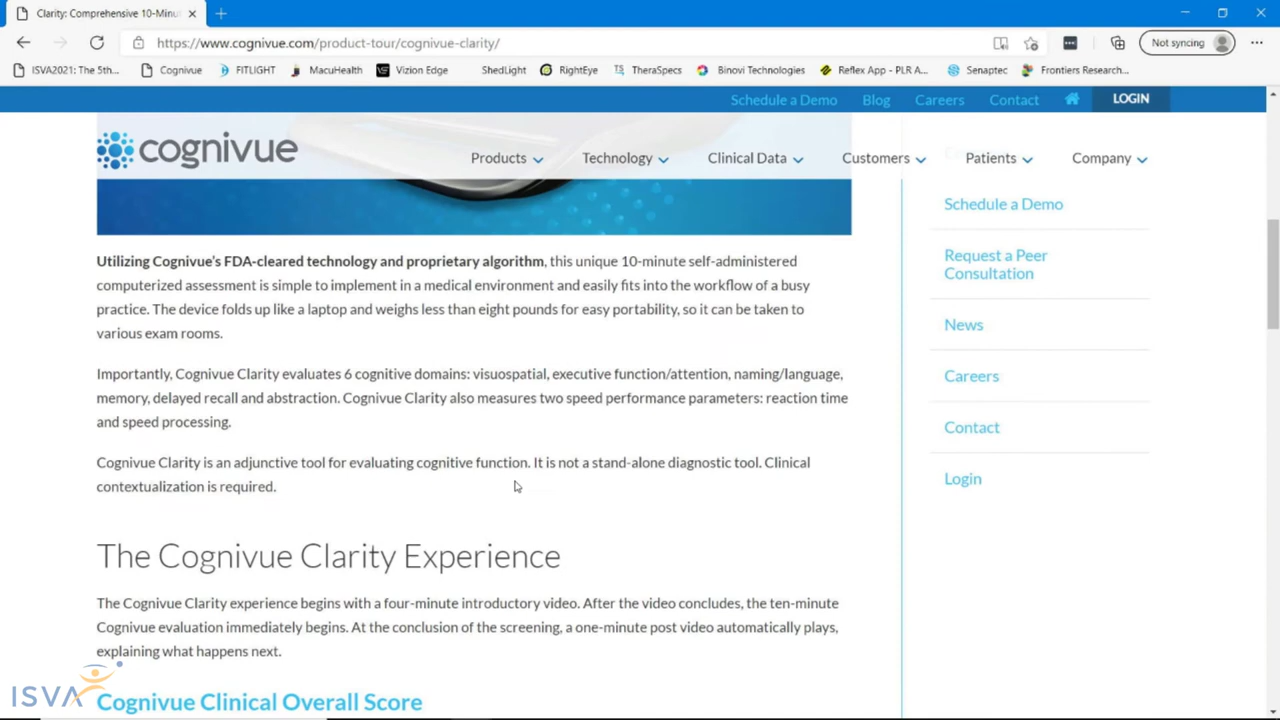 Clarity: Comprehensive 10-Minu
https://www.cognivue.com/product-tour/cognivue-clarity/
Not syncing
ISVA2021: The 5th...
Cognivue
FITLIGHT
MacuHealth
Vizion Edge
ShedLight
RightEye
TheraSpecs
Binovi Technologies
Reflex App - PLR A...
Senaptec
Frontiers Research...
Schedule a Demo
Blog
Careers
Contact
LOGIN
cognivue
Products
Technology
Clinical Data
Customers
Patients
Company
Utilizing Cognivue's FDA-cleared technology and proprietary algorithm, this unique 10-minute self-administered
computerized assessment is simple to implement in a medical environment and easily fits into the workflow of a busy
practice. The device folds up like a laptop and weighs less than eight pounds for easy portability, so it can be taken to
various exam rooms.
Importantly, Cognivue Clarity evaluates 6 cognitive domains: visuospatial, executive function/attention, naming/language,
memory, delayed recall and abstraction. Cognivue Clarity also measures two speed performance parameters: reaction time
and speed processing.
Cognivue Clarity is an adjunctive tool for evaluating cognitive function. It is not a stand-alone diagnostic tool. Clinical
contextualization is required.
The Cognivue Clarity Experience
The Cognivue Clarity experience begins with a four-minute introductory video. After the video concludes, the ten-minute
Cognivue evaluation immediately begins. At the conclusion of the screening, a one-minute post video automatically plays,
explaining what happens next.
Cognivue Clinical Overall Score
Schedule a Demo
Request a Peer
Consultation
News
Careers
Contact
Login
ISVA